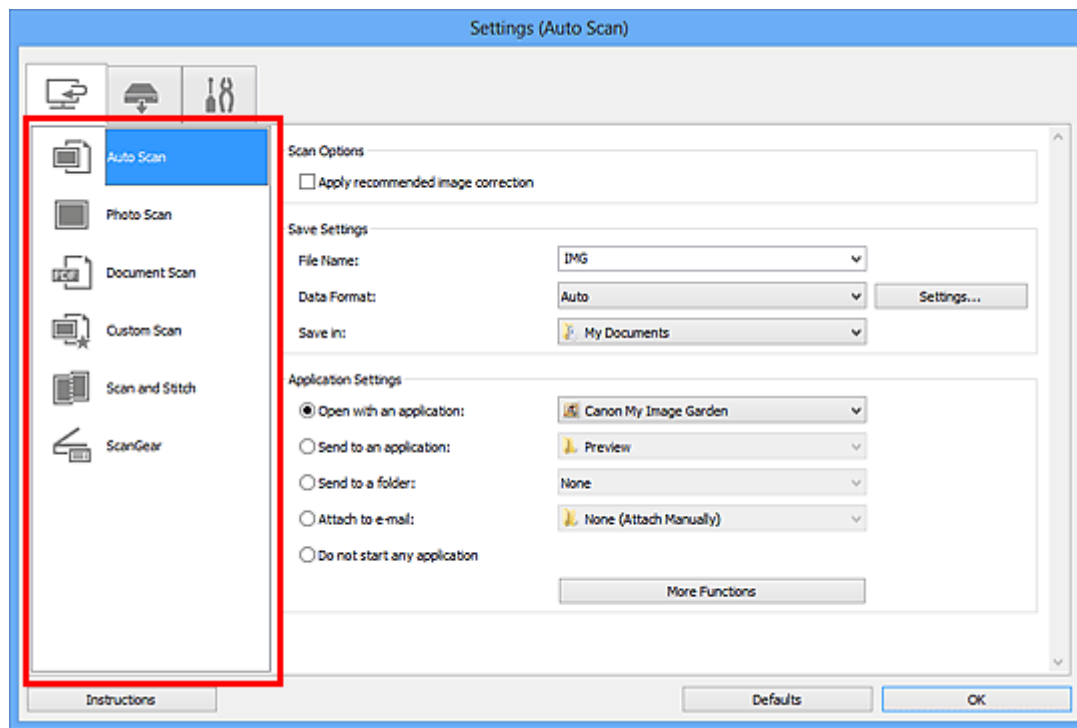 Settings (Auto Scan)
Auto Scan
Photo Scan
Document Scan
Custom Scan
Scan and Stitch
ScanGear
Scan Options
Apply recommended image correction
Save Settings
File Name: IMG
Data Format: Auto Settings...
Save in: My Documents
Application Settings
Open with an application: Canon My Image Garden
Send to an application: Preview
Send to a folder: None
Attach to e-mail: None (Attach Manually)
Do not start any application
More Functions
Instructions Defaults OK